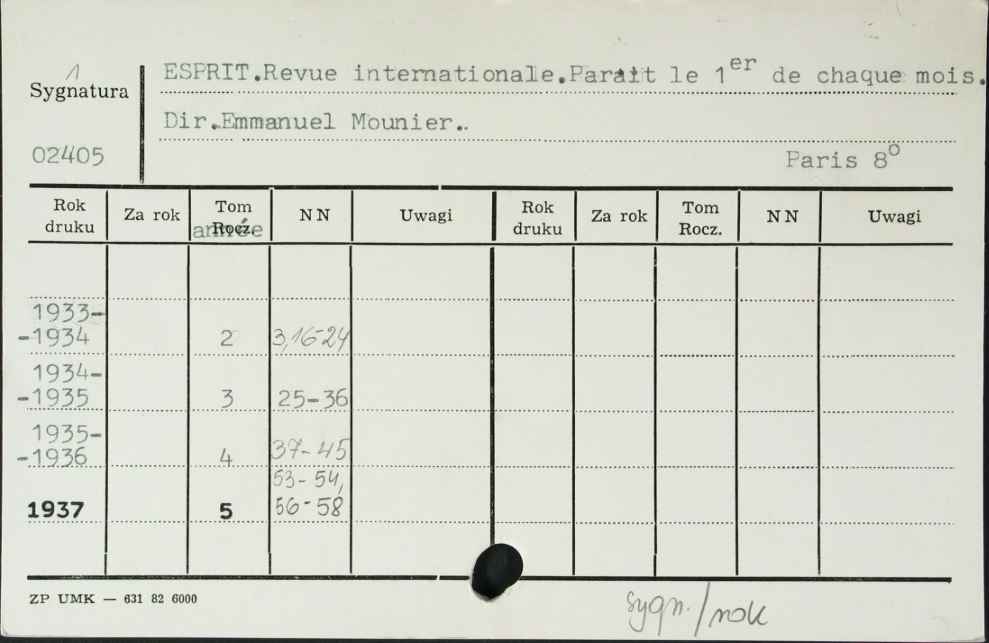 1
Sygnatura
ESPRIT.Revue internationale.Paraît le 1er de chaque mois.
Dir.Emmanuel Mounier.
02405
Paris 8°
Rok druku Za rok Tom Rocz. année NN Uwagi Rok druku Za rok Tom Rocz. NN Uwagi
1933-
-1934 2 3,16-24
1934-
-1935 3 25-36
1935-
-1936 4 37-45
53-54,
1937 5 56-58
ZP UMK — 631 82 6000
sygn./rok